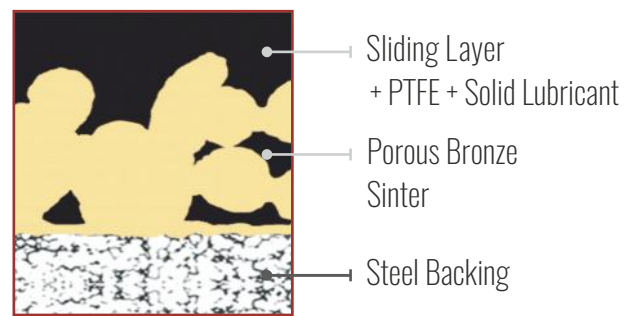 Sliding Layer
+ PTFE + Solid Lubricant
Porous Bronze
Sinter
Steel Backing